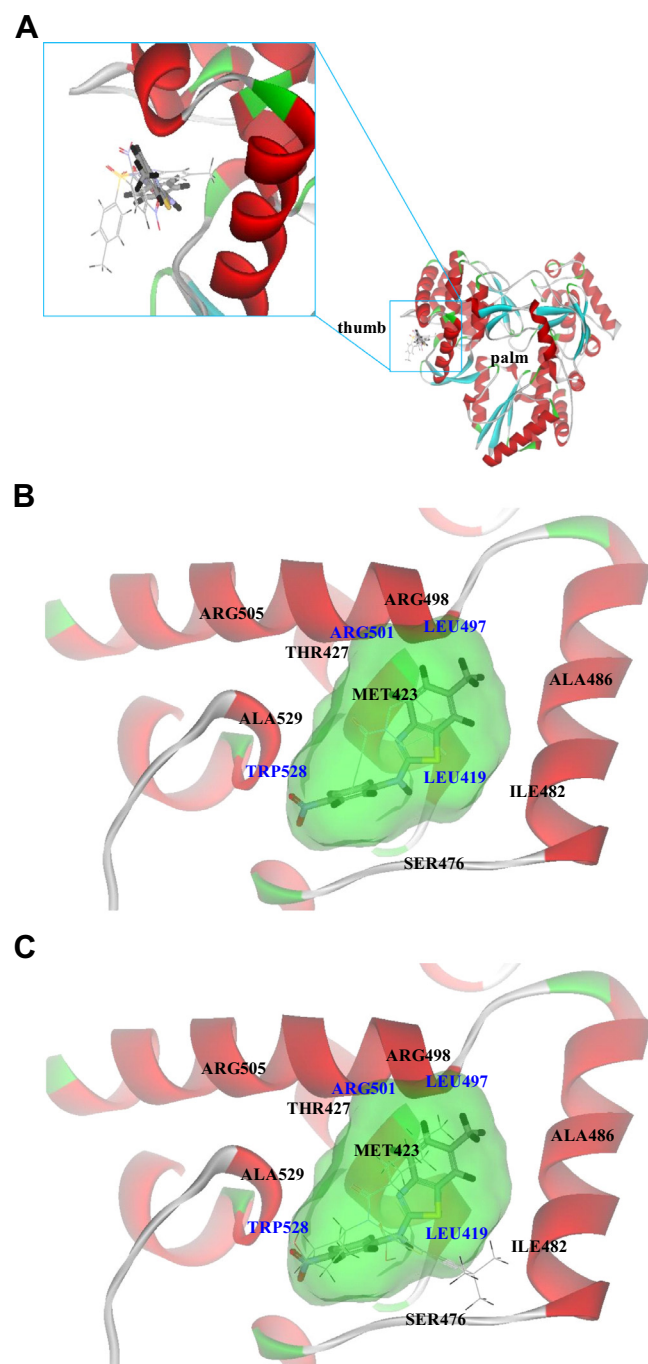 A
thumb
palm
B
ARG505
ARG498
ARG501
LEU497
THR427
MET423
ALA486
ALA529
TRP528
LEU419
ILE482
SER476
C
ARG505
ARG498
ARG501
LEU497
THR427
MET423
ALA486
ALA529
TRP528
LEU419
ILE482
SER476